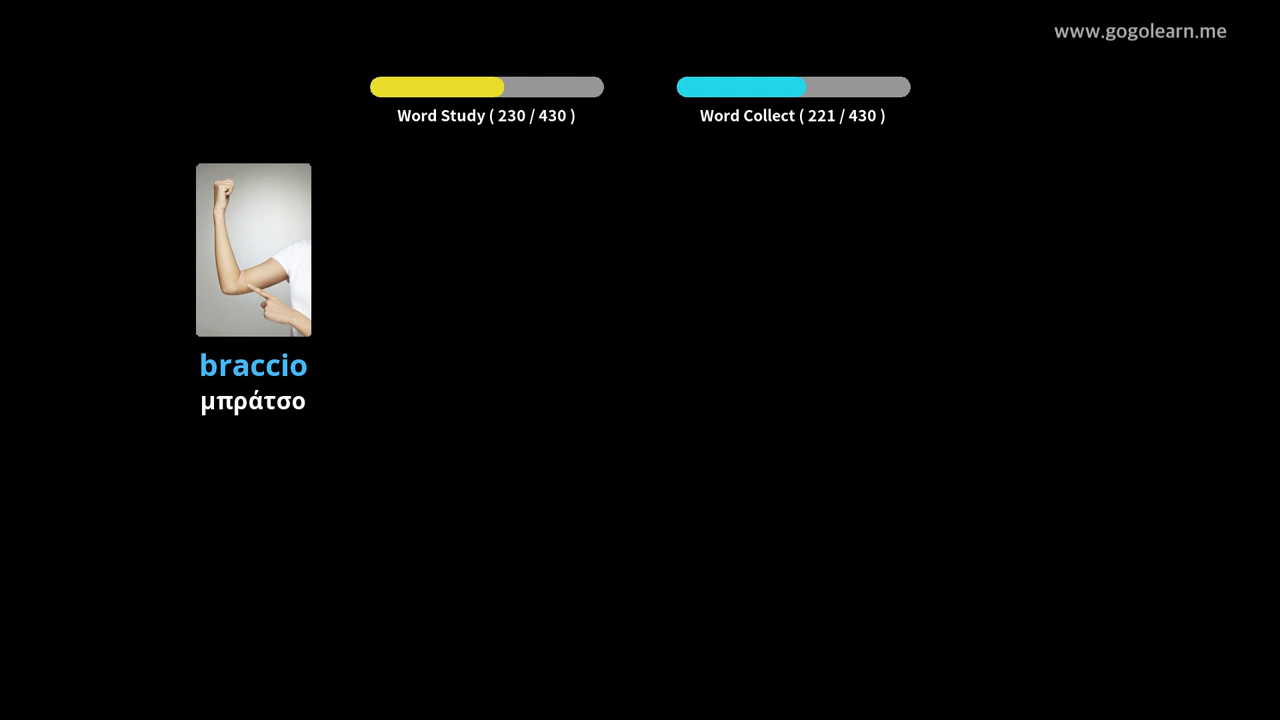 www.gogolearn.me
Word Study ( 230 / 430 )
Word Collect ( 221 / 430 )
braccio
μπράτσο